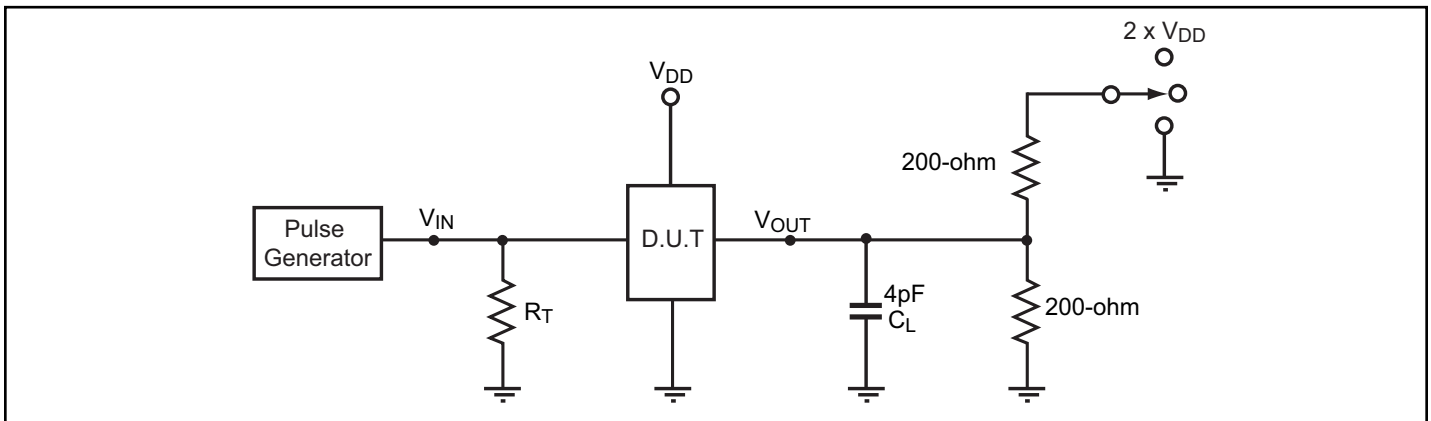 2 x VDD
VDD
200-ohm
Pulse
Generator
VIN
D.U.T
VOUT
RT
4pF
CL
200-ohm